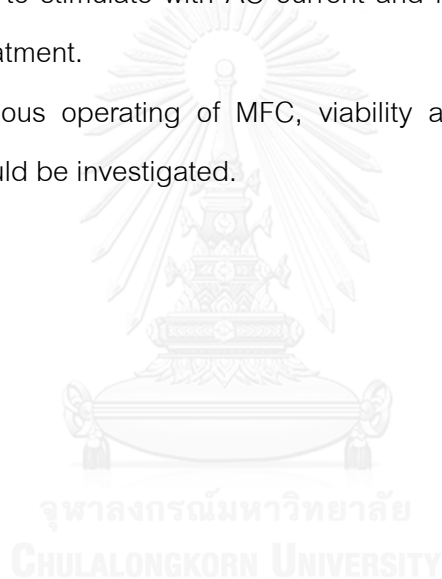 to stimulate with AC current and
atment.
ous operating of MFC, viability a
uld be investigated.
จุฬาลงกรณ์มหาวิทยาลัย
CHULALONGKORN UNIVERSITY